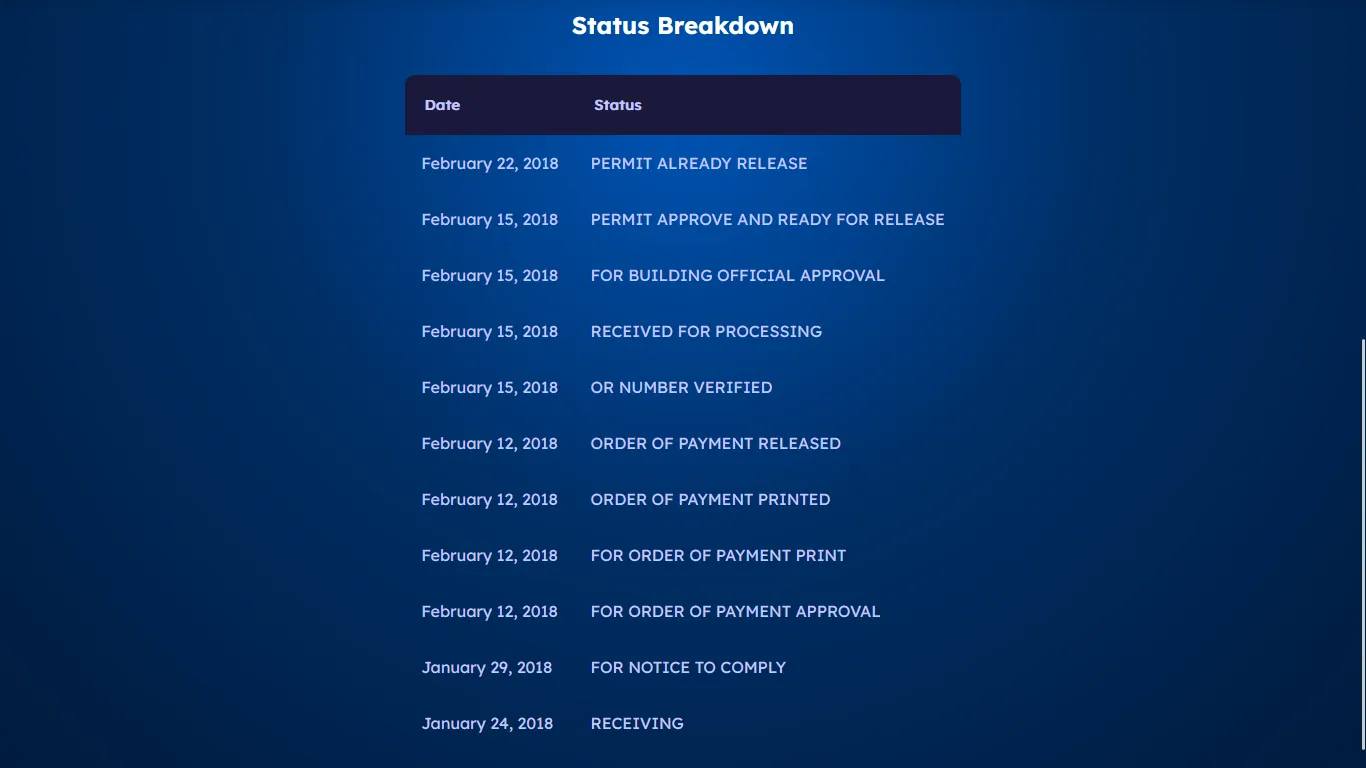 Status Breakdown
Date Status
February 22, 2018 PERMIT ALREADY RELEASE
February 15, 2018 PERMIT APPROVE AND READY FOR RELEASE
February 15, 2018 FOR BUILDING OFFICIAL APPROVAL
February 15, 2018 RECEIVED FOR PROCESSING
February 15, 2018 OR NUMBER VERIFIED
February 12, 2018 ORDER OF PAYMENT RELEASED
February 12, 2018 ORDER OF PAYMENT PRINTED
February 12, 2018 FOR ORDER OF PAYMENT PRINT
February 12, 2018 FOR ORDER OF PAYMENT APPROVAL
January 29, 2018 FOR NOTICE TO COMPLY
January 24, 2018 RECEIVING